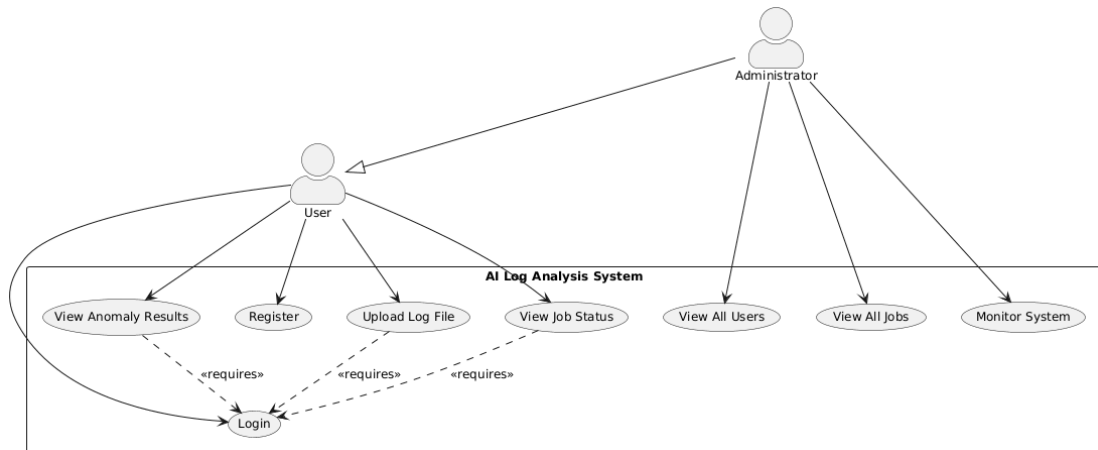 Administrator
User
AI Log Analysis System
View Anomaly Results
Register
Upload Log File
View Job Status
View All Users
View All Jobs
Monitor System
«requires»
«requires»
«requires»
Login